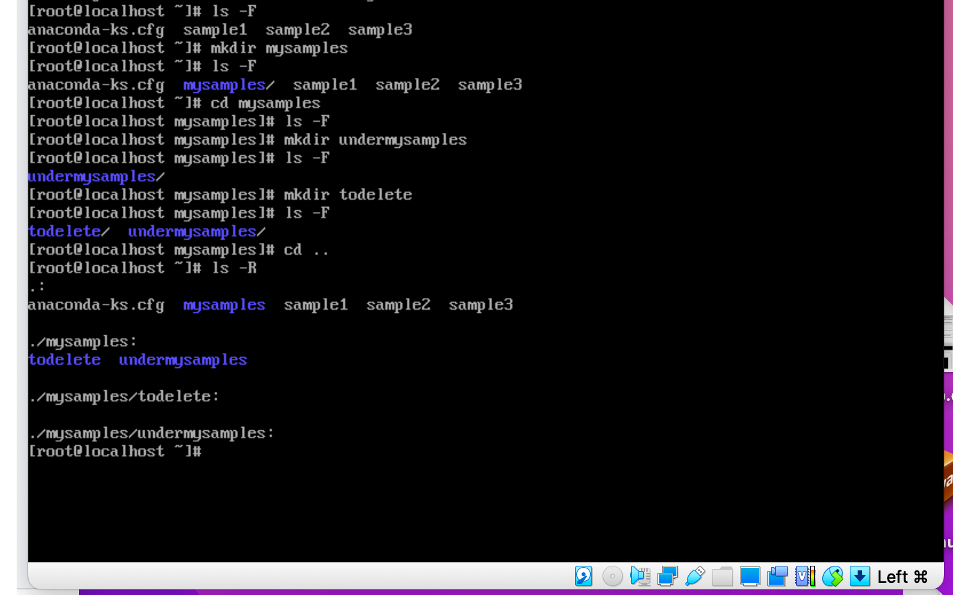 [root@localhost ~]# ls -F
anaconda-ks.cfg  sample1  sample2  sample3
[root@localhost ~]# mkdir mysamples
[root@localhost ~]# ls -F
anaconda-ks.cfg  mysamples/  sample1  sample2  sample3
[root@localhost ~]# cd mysamples
[root@localhost mysamples]# ls -F
[root@localhost mysamples]# mkdir undermysamples
[root@localhost mysamples]# ls -F
undermysamples/
[root@localhost mysamples]# mkdir todelete
[root@localhost mysamples]# ls -F
todelete/  undermysamples/
[root@localhost mysamples]# cd ..
[root@localhost ~]# ls -R
.:
anaconda-ks.cfg  mysamples  sample1  sample2  sample3
./mysamples:
todelete  undermysamples
./mysamples/todelete:
./mysamples/undermysamples:
[root@localhost ~]#
Left ⌘